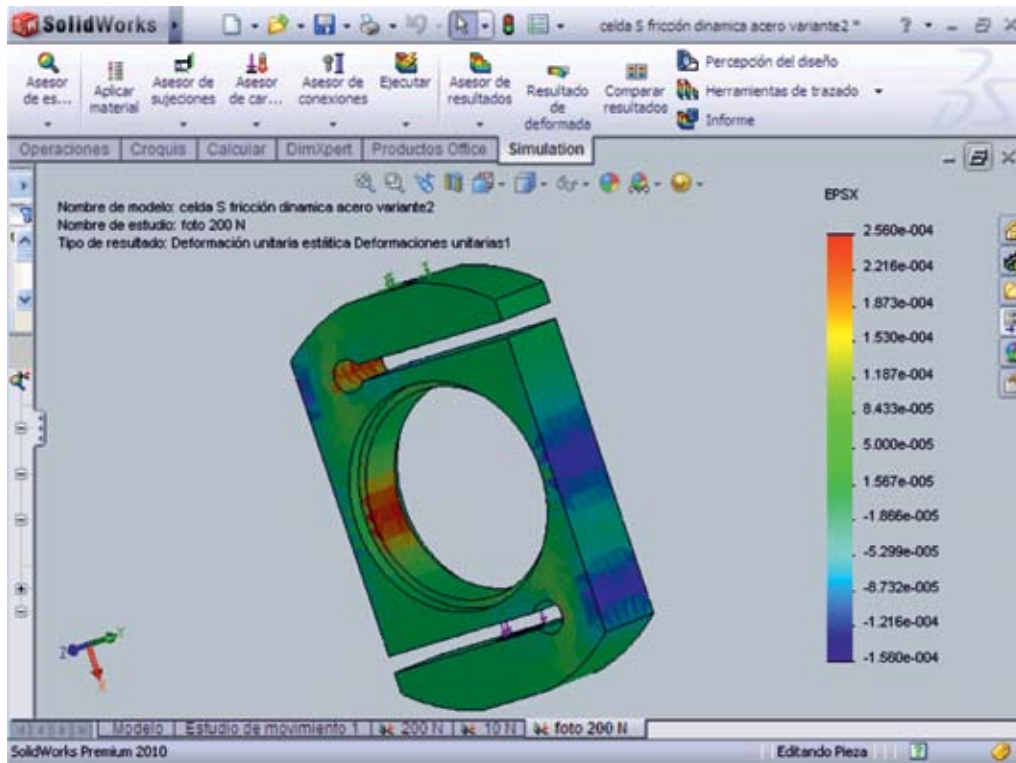 SolidWorks
celda S fricción dinamica acero variante2 *
Asesor de es...
Aplicar material
Asesor de sujeciones
Asesor de car...
Asesor de conexiones
Ejecutar
Asesor de resultados
Resultado de deformada
Comparar resultados
Percepción del diseño
Herramientas de trazado
Informe
Operaciones Croquis Calcular DimXpert Productos Office Simulation
Nombre de modelo: celda S fricción dinamica acero variante2
Nombre de estudio: foto 200 N
Tipo de resultado: Deformación unitaria estática Deformaciones unitarias1
EPSX
2.560e-004
2.216e-004
1.873e-004
1.530e-004
1.187e-004
8.433e-005
5.000e-005
1.567e-005
-1.866e-005
-5.299e-005
-8.732e-005
-1.216e-004
-1.560e-004
Z Y X
Modelo Estudio de movimiento 1 200 N 10 N foto 200 N
SolidWorks Premium 2010 Editando Pieza